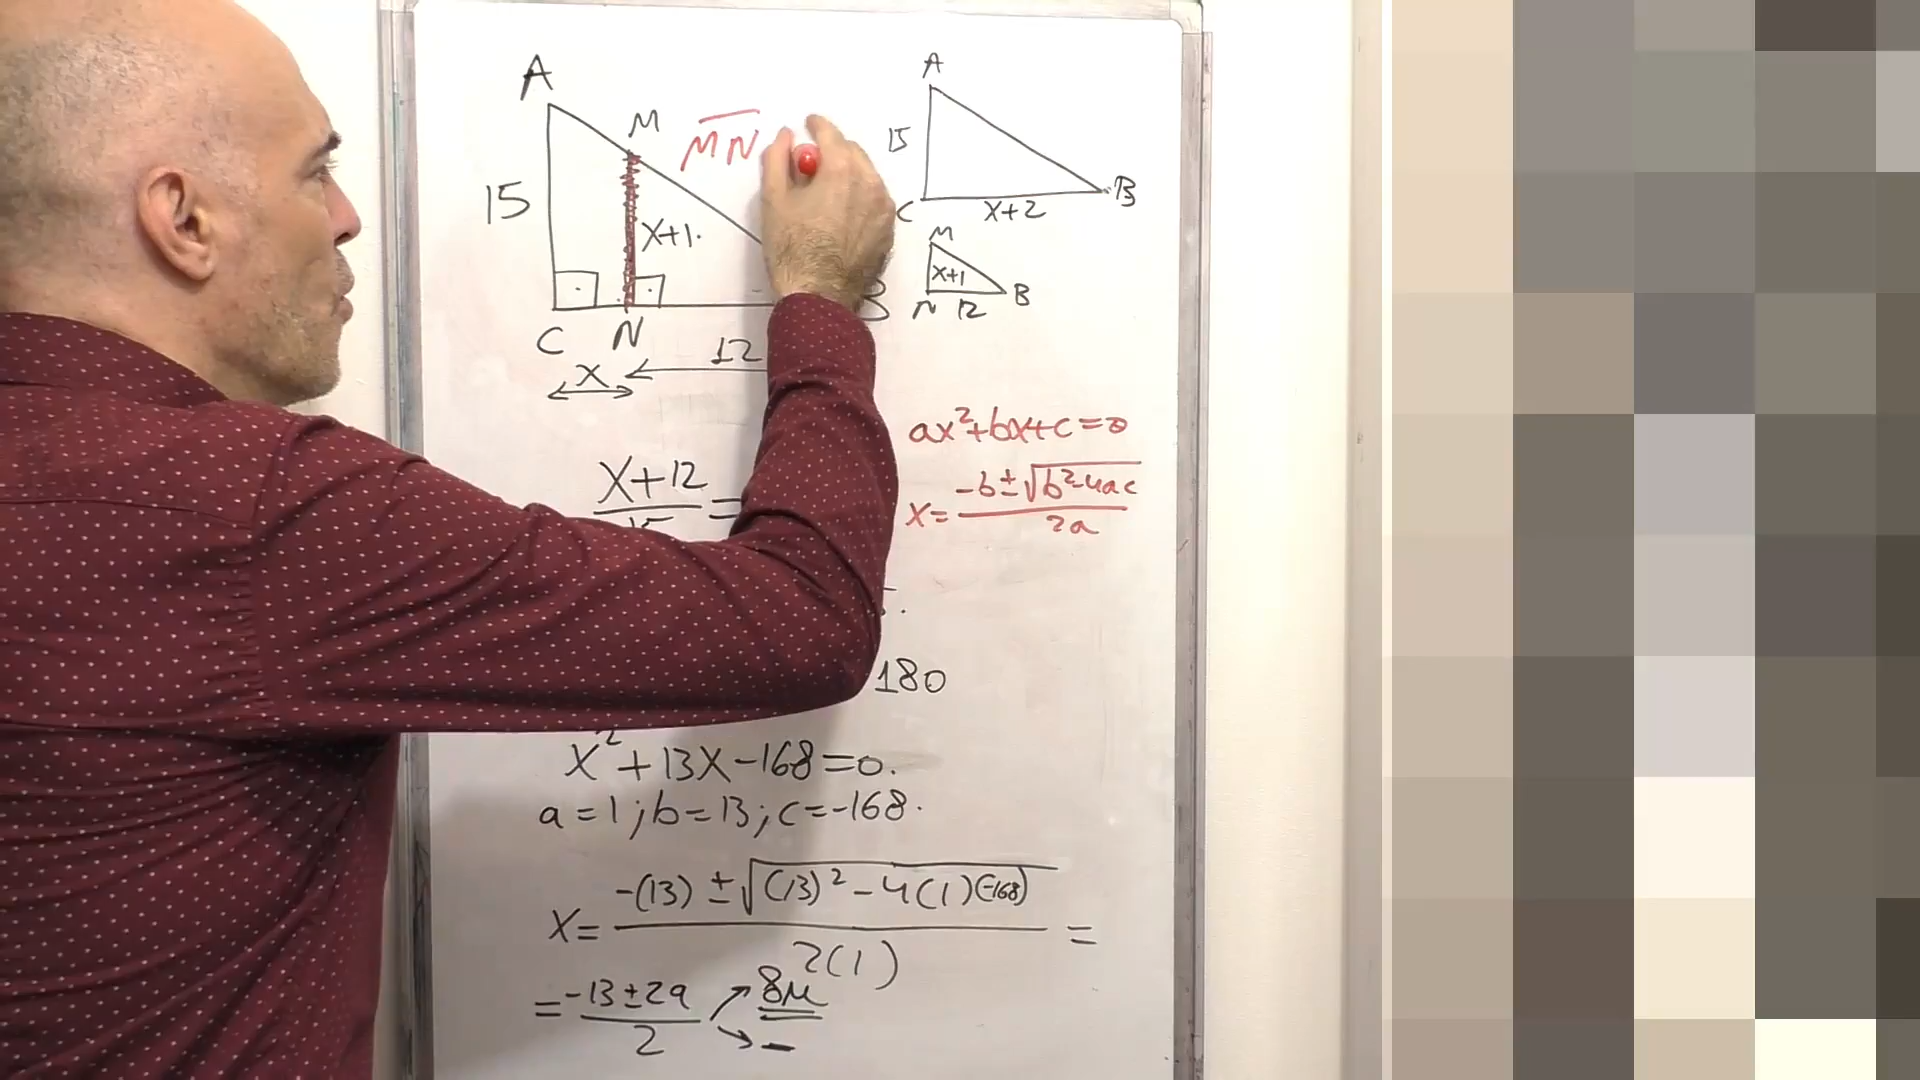 A
M
MN
15
x+1.
C
N
B
x
12
A
15
C
x+2
B
M
x+1
N
12
B
x+12
=
ax²+bx+c=0
x=
-b±√b²-4ac
2a
180
x²+13x-168=0.
a=1;b=13;c=-168.
x=
-(13)±√(13)²-4(1)(-168)
=
2(1)
=
-13±29
2
8μ
-